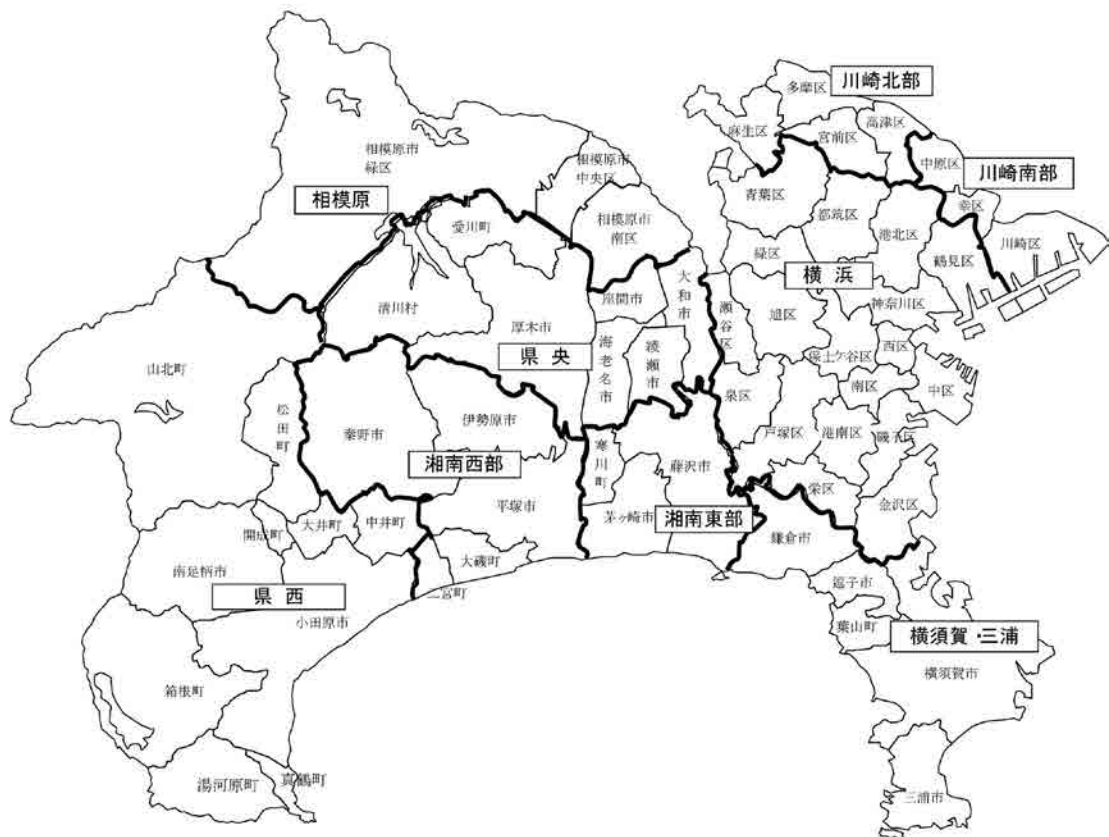 川崎北部
多摩区
高津区
麻生区
宮前区
中原区
川崎南部
相模原市
緑区
相模原市
中央区
相模原
青葉区
幸区
愛川町
相模原市
南区
都筑区
港北区
川崎区
緑区
鶴見区
横浜
清川村
座間市
大和市
瀬谷区
旭区
神奈川区
厚木市
県央
海老名市
綾瀬市
保土ケ谷区
西区
山北町
南区
中区
泉区
松田町
秦野市
伊勢原市
戸塚区
港南区
磯子区
湘南西部
寒川町
藤沢市
栄区
金沢区
平塚市
茅ヶ崎市
湘南東部
開成町
大井町
中井町
鎌倉市
南足柄市
大磯町
二宮町
逗子市
県西
小田原市
葉山町
横須賀・三浦
横須賀市
箱根町
湯河原町
真鶴町
三浦市